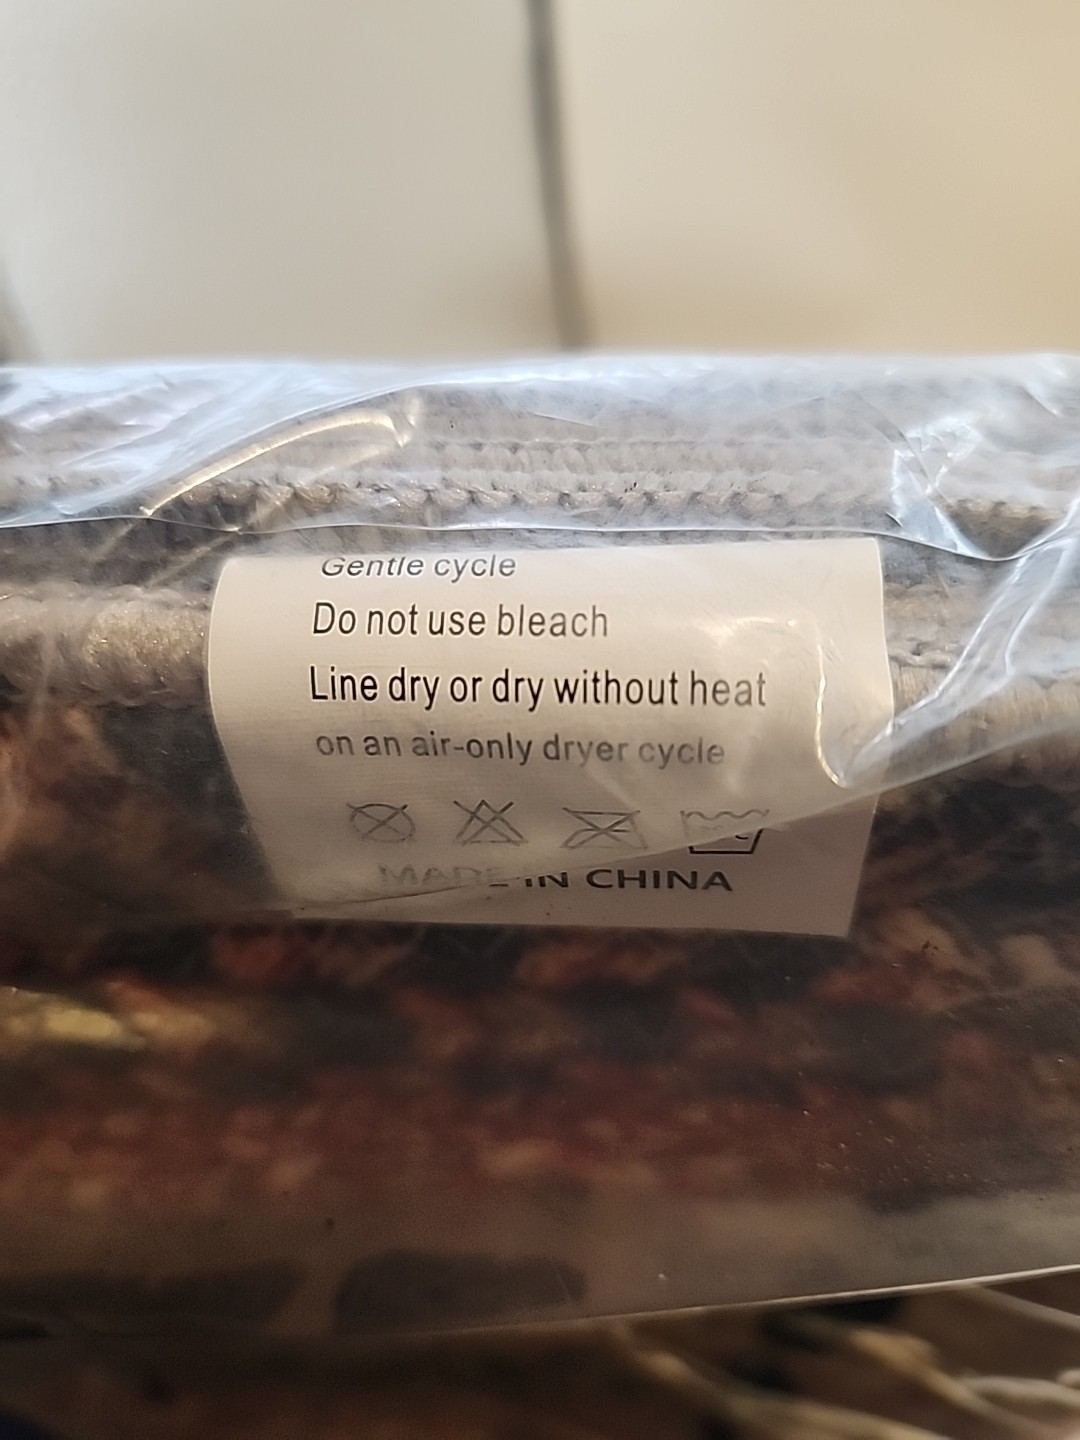 Gentle cycle
Do not use bleach
Line dry or dry without heat
on an air-only dryer cycle
MADE IN CHINA